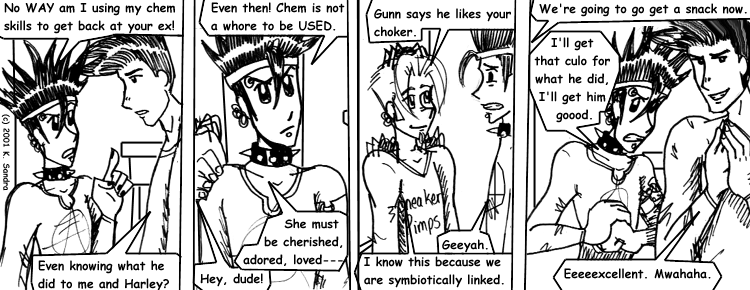 No WAY am I using my chem
skills to get back at your ex!
(c) 2001 K. Sandra
Even knowing what he
did to me and Harley?
Even then! Chem is not
a whore to be USED.
She must
be cherished,
adored, loved---
Hey, dude!
Gunn says he likes your
choker.
Sneaker
Pimps
Geeyah.
I know this because we
are symbiotically linked.
We're going to go get a snack now.
I'll get
that culo for
what he did,
I'll get him
goood.
Eeeeexcellent. Mwahaha.